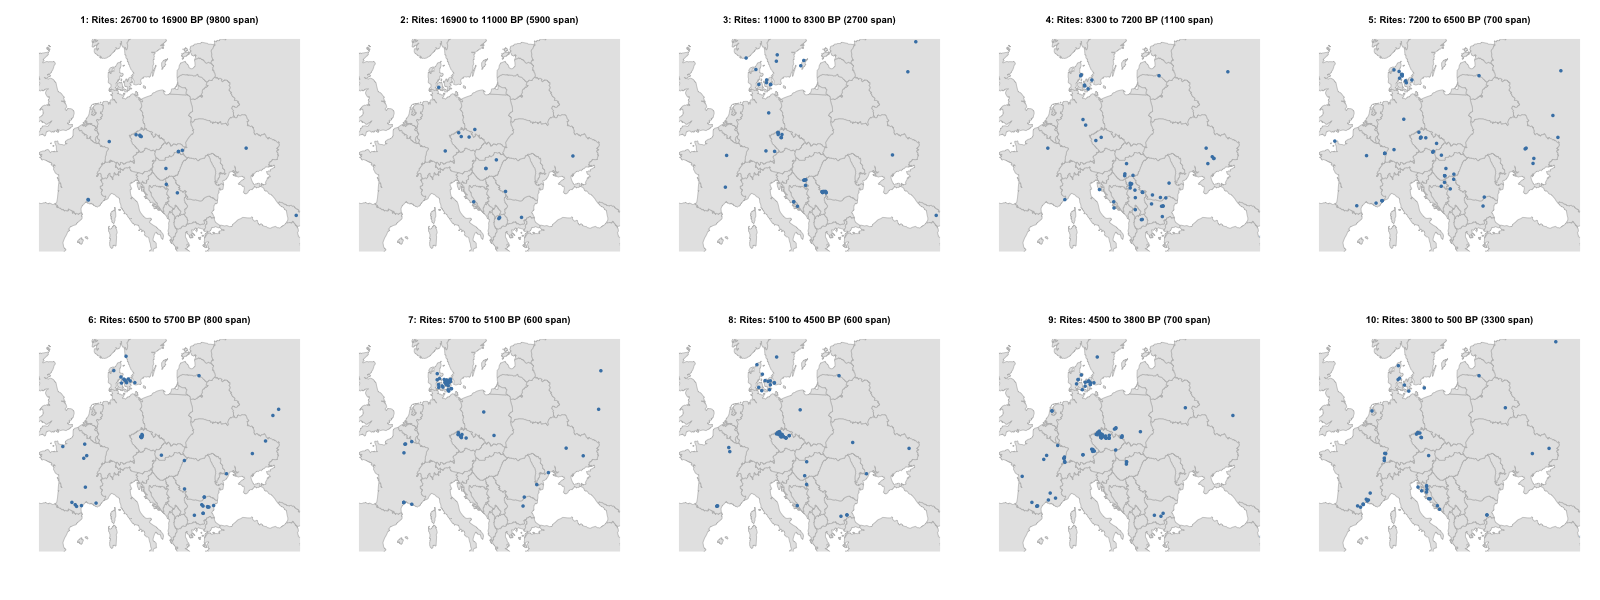 1: Rites: 26700 to 16900 BP (9800 span)
2: Rites: 16900 to 11000 BP (5900 span)
3: Rites: 11000 to 8300 BP (2700 span)
4: Rites: 8300 to 7200 BP (1100 span)
5: Rites: 7200 to 6500 BP (700 span)
6: Rites: 6500 to 5700 BP (800 span)
7: Rites: 5700 to 5100 BP (600 span)
8: Rites: 5100 to 4500 BP (600 span)
9: Rites: 4500 to 3800 BP (700 span)
10: Rites: 3800 to 500 BP (3300 span)